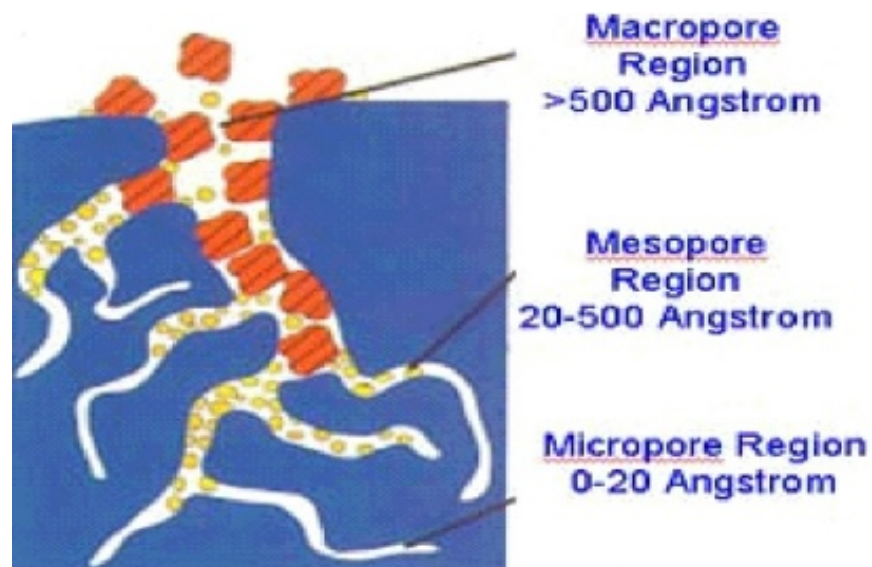 Macropore
Region
>500 Angstrom
Mesopore
Region
20-500 Angstrom
Micropore Region
0-20 Angstrom